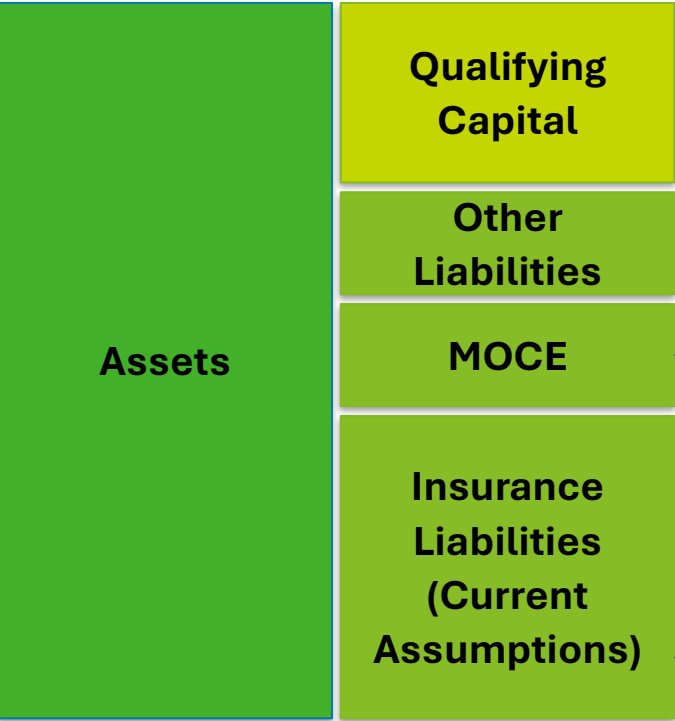 Assets
Qualifying
Capital
Other
Liabilities
MOCE
Insurance
Liabilities
(Current
Assumptions)